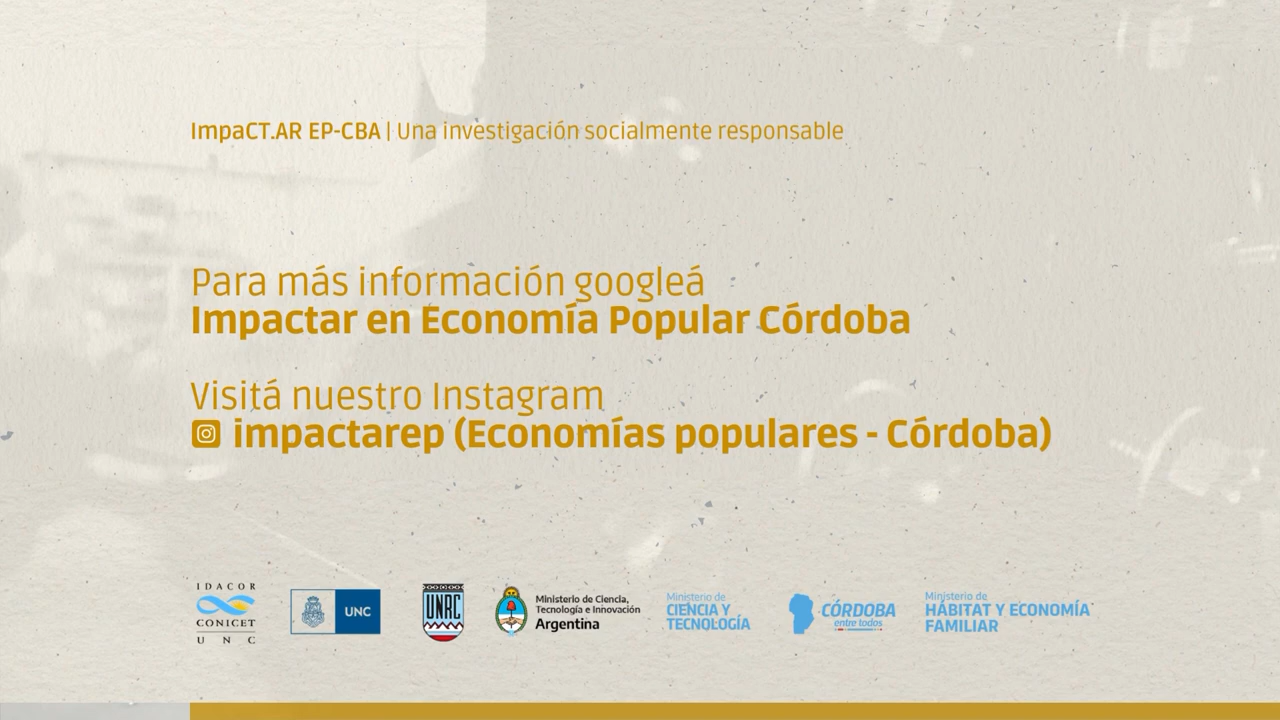 ImpaCT.AR EP-CBA | Una investigación socialmente responsable
Para más información googleá
Impactar en Economía Popular Córdoba
Visitá nuestro Instagram
impactarep (Economías populares - Córdoba)
IDACOR
CONICET
UNC
UNC
UNRC
Ministerio de Ciencia,
Tecnología e Innovación
Argentina
Ministerio de
CIENCIA Y
TECNOLOGÍA
CÓRDOBA
entre todos
Ministerio de
HÁBITAT Y ECONOMÍA
FAMILIAR